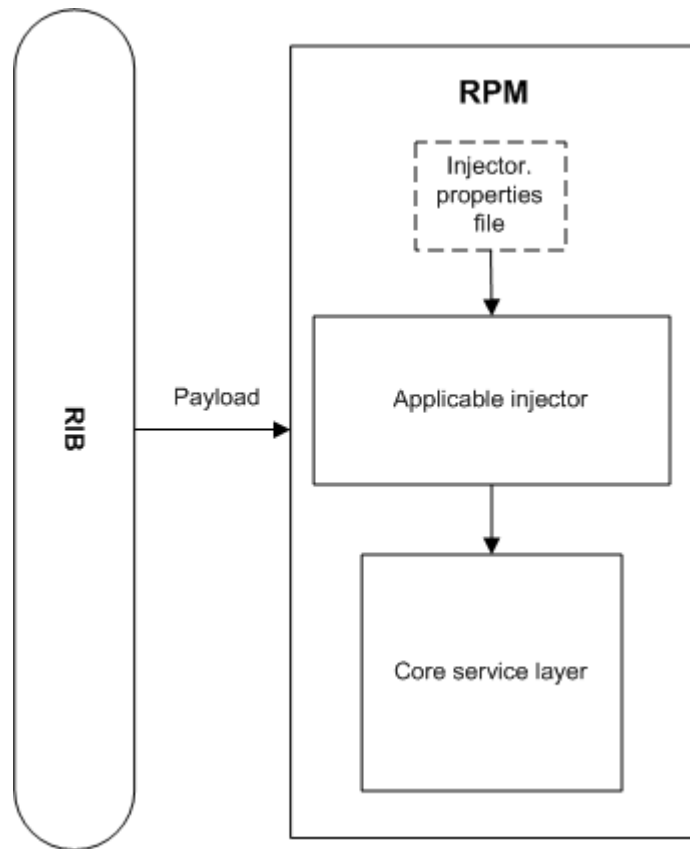 RIB
Payload
RPM
Injector.
properties
file
Applicable injector
Core service layer